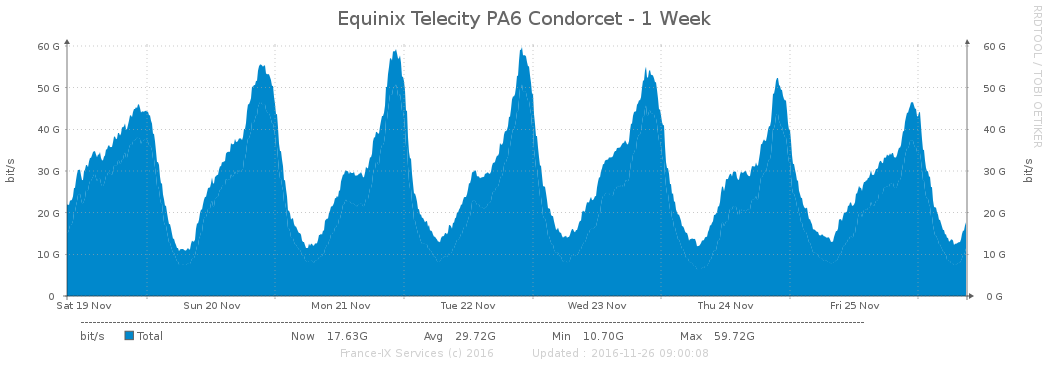 Equinix Telecity PA6 Condorcet - 1 Week
RRDTOOL / TOBI OETIKER
60 G 60 G
50 G 50 G
40 G 40 G
30 G 30 G
20 G 20 G
10 G 10 G
0 0 G
bit/s bit/s
Sat 19 Nov Sun 20 Nov Mon 21 Nov Tue 22 Nov Wed 23 Nov Thu 24 Nov Fri 25 Nov
bit/s Total Now 17.63G Avg 29.72G Min 10.70G Max 59.72G
France-IX Services (c) 2016 Updated : 2016-11-26 09:00:08